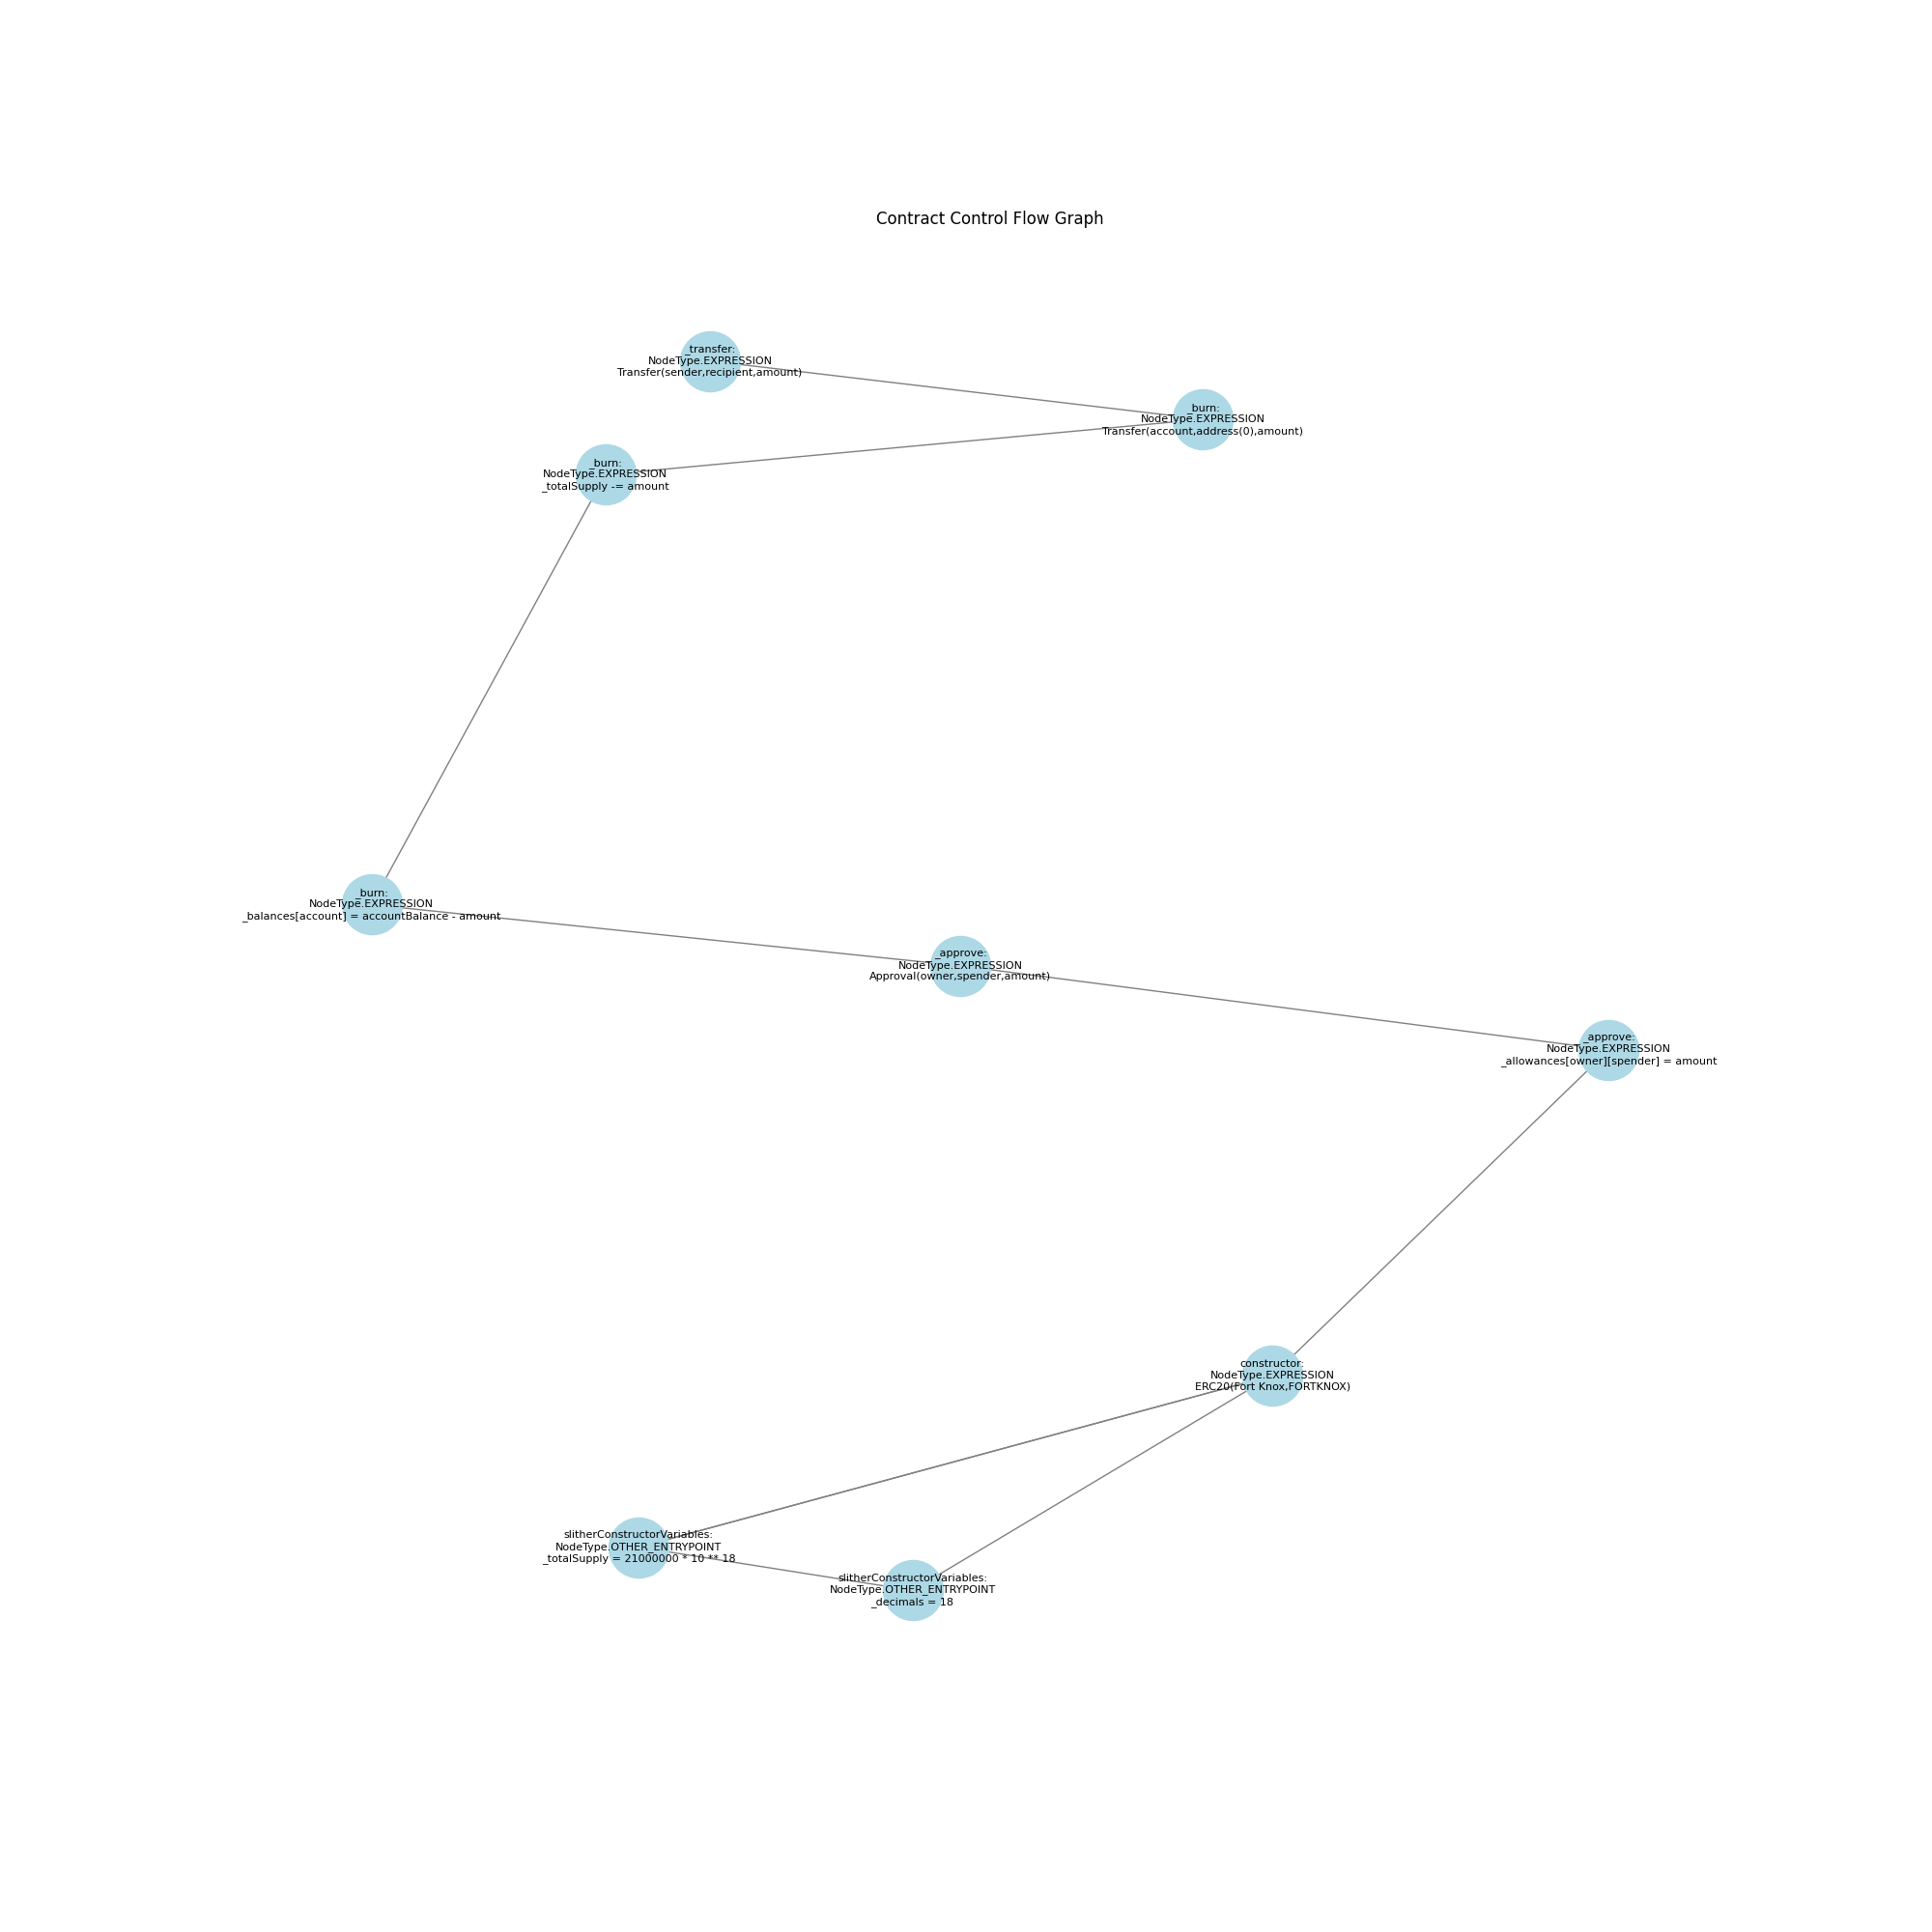 Contract Control Flow Graph
_transfer:
NodeType.EXPRESSION
Transfer(sender,recipient,amount)
_burn:
NodeType.EXPRESSION
Transfer(account,address(0),amount)
_burn:
NodeType.EXPRESSION
_totalSupply -= amount
_burn:
NodeType.EXPRESSION
_balances[account] = accountBalance - amount
_approve:
NodeType.EXPRESSION
Approval(owner,spender,amount)
_approve:
NodeType.EXPRESSION
_allowances[owner][spender] = amount
constructor:
NodeType.EXPRESSION
ERC20(Fort Knox,FORTKNOX)
slitherConstructorVariables:
NodeType.OTHER_ENTRYPOINT
_totalSupply = 21000000 * 10 ** 18
slitherConstructorVariables:
NodeType.OTHER_ENTRYPOINT
_decimals = 18